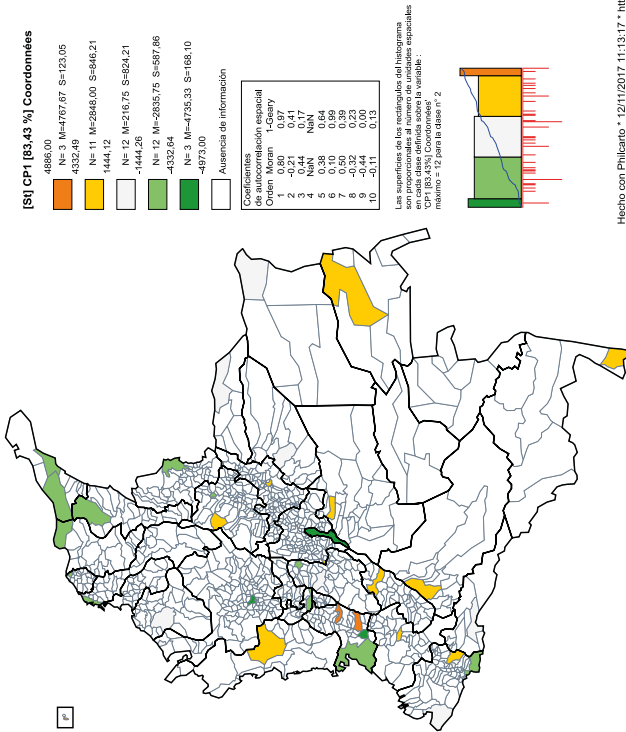 [St] CP1 [83,43 %] Coordonnées
4886,00
N= 3 M=4767,67 S=123,05
4332,49
N= 11 M=2848,00 S=846,21
1444,12
N= 12 M=216,75 S=824,21
-1444,26
N= 12 M=-2835,75 S=587,86
-4332,64
N= 3 M=-4735,33 S=168,10
-4973,00
Ausencia de información
Coeficientes
de autocorrelación espacial
Orden Moran 1-Geary
1 0,80 0,97
2 -0,21 0,41
3 0,44 0,17
4 NaN NaN
5 0,38 0,64
6 0,10 0,99
7 0,50 0,39
8 -0,32 0,23
9 -0,44 0,00
10 -0,11 0,13
Las superficies de los rectángulos del histograma
son proporcionales al número de unidades espaciales
en cada clase definida sobre la variable :
'CP1 [83,43%] Coordonnées'
máximo = 12 para la clase n° 2
Hecho con Philcarto * 12/11/2017 11:13:17 * htt